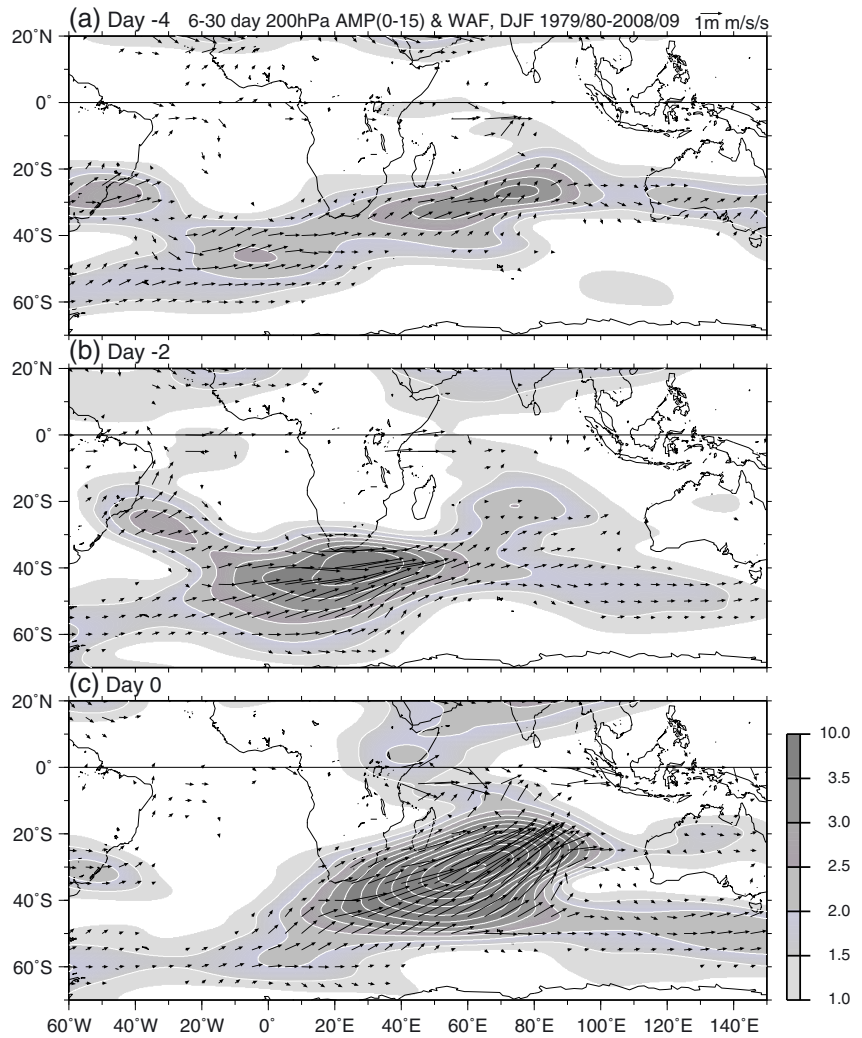 (a) Day -4 6-30 day 200hPa AMP(0-15) & WAF, DJF 1979/80-2008/09 1m m/s/s
20˚N
0˚
20˚S
40˚S
60˚S
(b) Day -2
20˚N
0˚
20˚S
40˚S
60˚S
(c) Day 0
20˚N
0˚
20˚S
40˚S
60˚S
60˚W 40˚W 20˚W 0˚ 20˚E 40˚E 60˚E 80˚E 100˚E 120˚E 140˚E
10.0
3.5
3.0
2.5
2.0
1.5
1.0